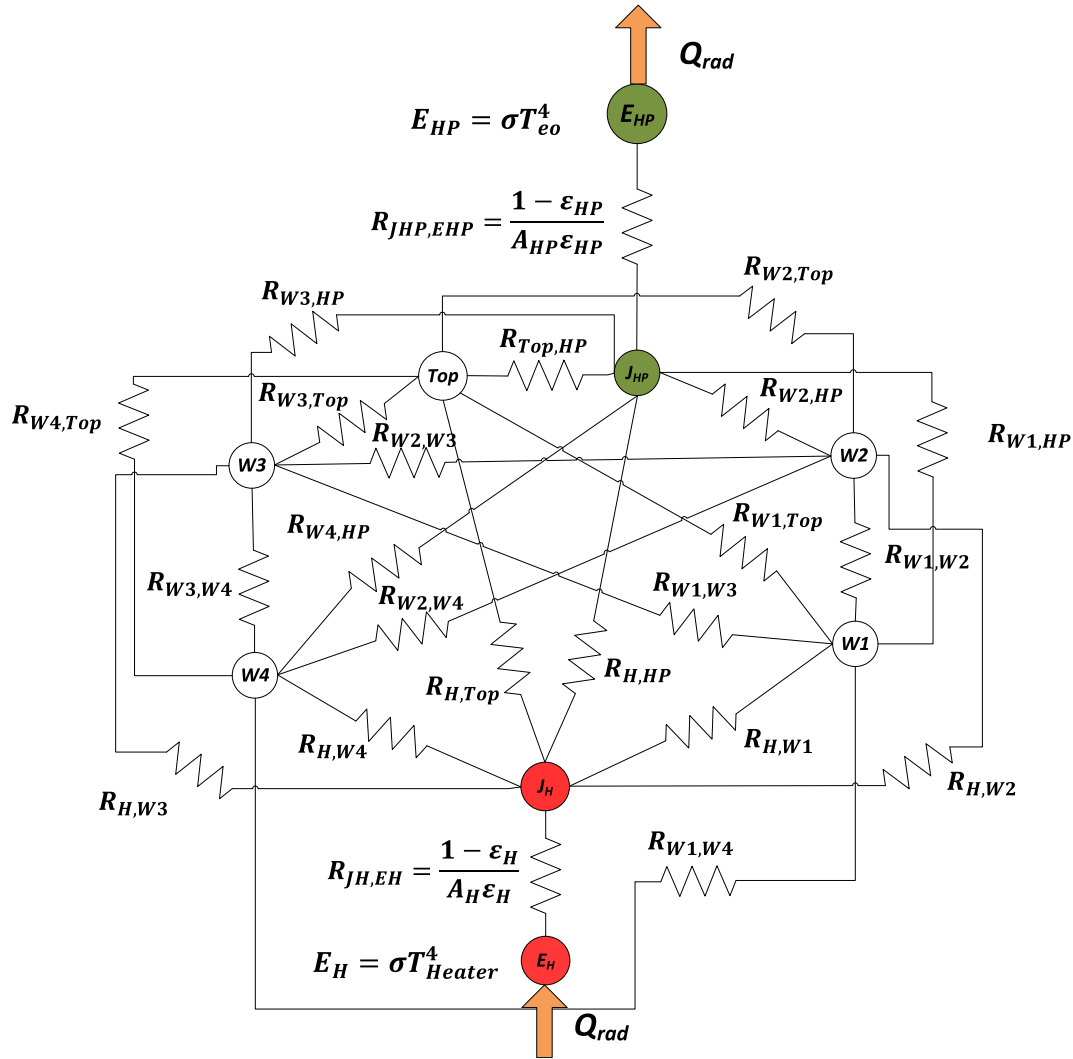 Q_rad
E_HP
E_HP = σT_eo^4
R_JHP,EHP = (1 − ε_HP) / (A_HP ε_HP)
R_W2,Top
R_W3,HP
R_Top,HP
Top
J_HP
R_W3,Top
R_W2,HP
R_W4,Top
R_W2,W3
R_W1,HP
W3
W2
R_W4,HP
R_W1,Top
R_W1,W2
R_W3,W4
R_W2,W4
R_W1,W3
W1
W4
R_H,Top
R_H,HP
R_H,W4
R_H,W1
J_H
R_H,W3
R_H,W2
R_W1,W4
R_JH,EH = (1 − ε_H) / (A_H ε_H)
E_H = σT_Heater^4
E_H
Q_rad